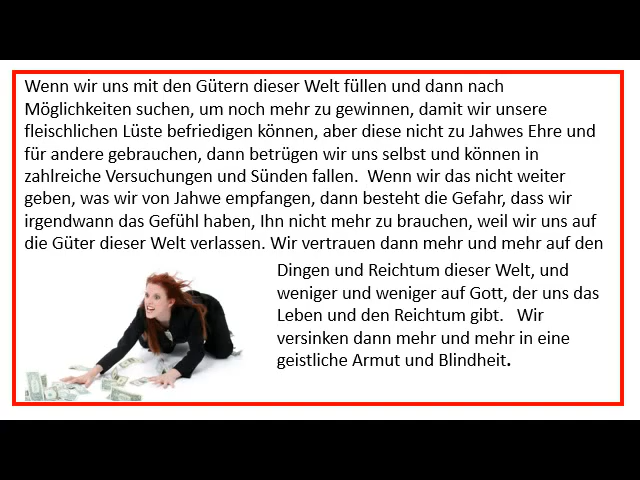 Wenn wir uns mit den Gütern dieser Welt füllen und dann nach
Möglichkeiten suchen, um noch mehr zu gewinnen, damit wir unsere
fleischlichen Lüste befriedigen können, aber diese nicht zu Jahwes Ehre und
für andere gebrauchen, dann betrügen wir uns selbst und können in
zahlreiche Versuchungen und Sünden fallen.  Wenn wir das nicht weiter
geben, was wir von Jahwe empfangen, dann besteht die Gefahr, dass wir
irgendwann das Gefühl haben, Ihn nicht mehr zu brauchen, weil wir uns auf
die Güter dieser Welt verlassen. Wir vertrauen dann mehr und mehr auf den
Dingen und Reichtum dieser Welt, und
weniger und weniger auf Gott, der uns das
Leben und den Reichtum gibt.   Wir
versinken dann mehr und mehr in eine
geistliche Armut und Blindheit.